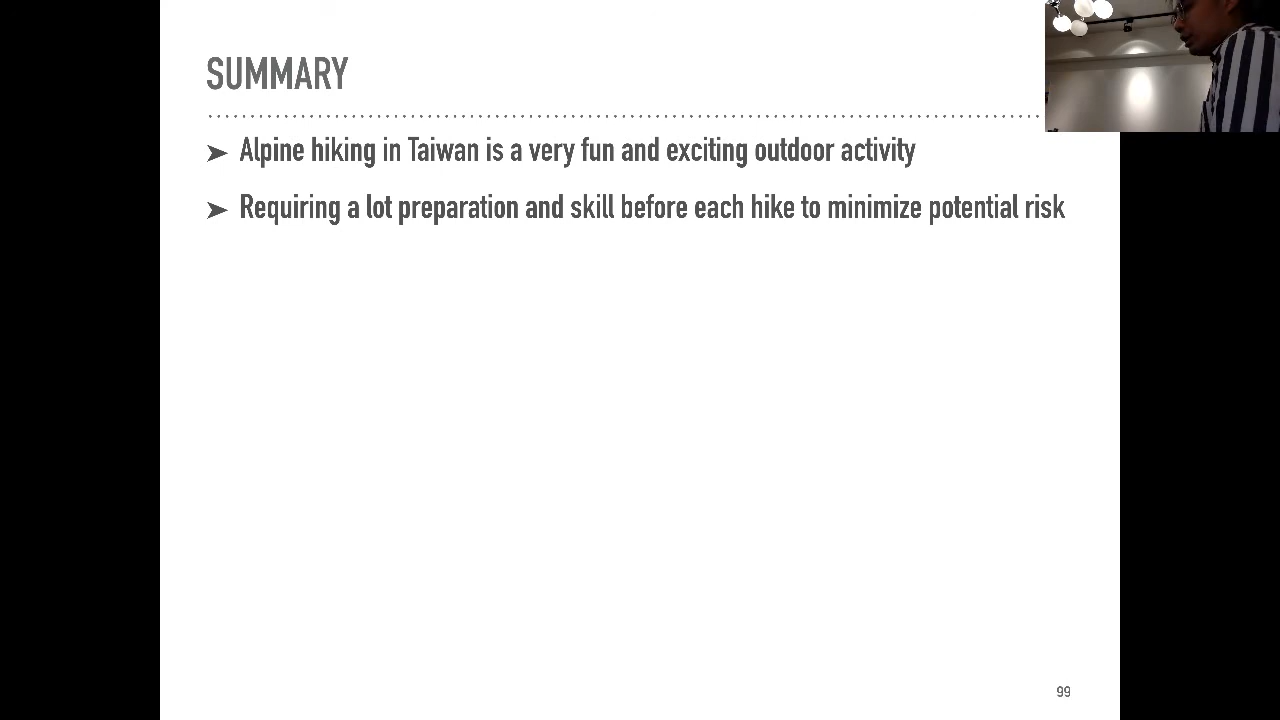 SUMMARY
➤ Alpine hiking in Taiwan is a very fun and exciting outdoor activity
➤ Requiring a lot preparation and skill before each hike to minimize potential risk
99